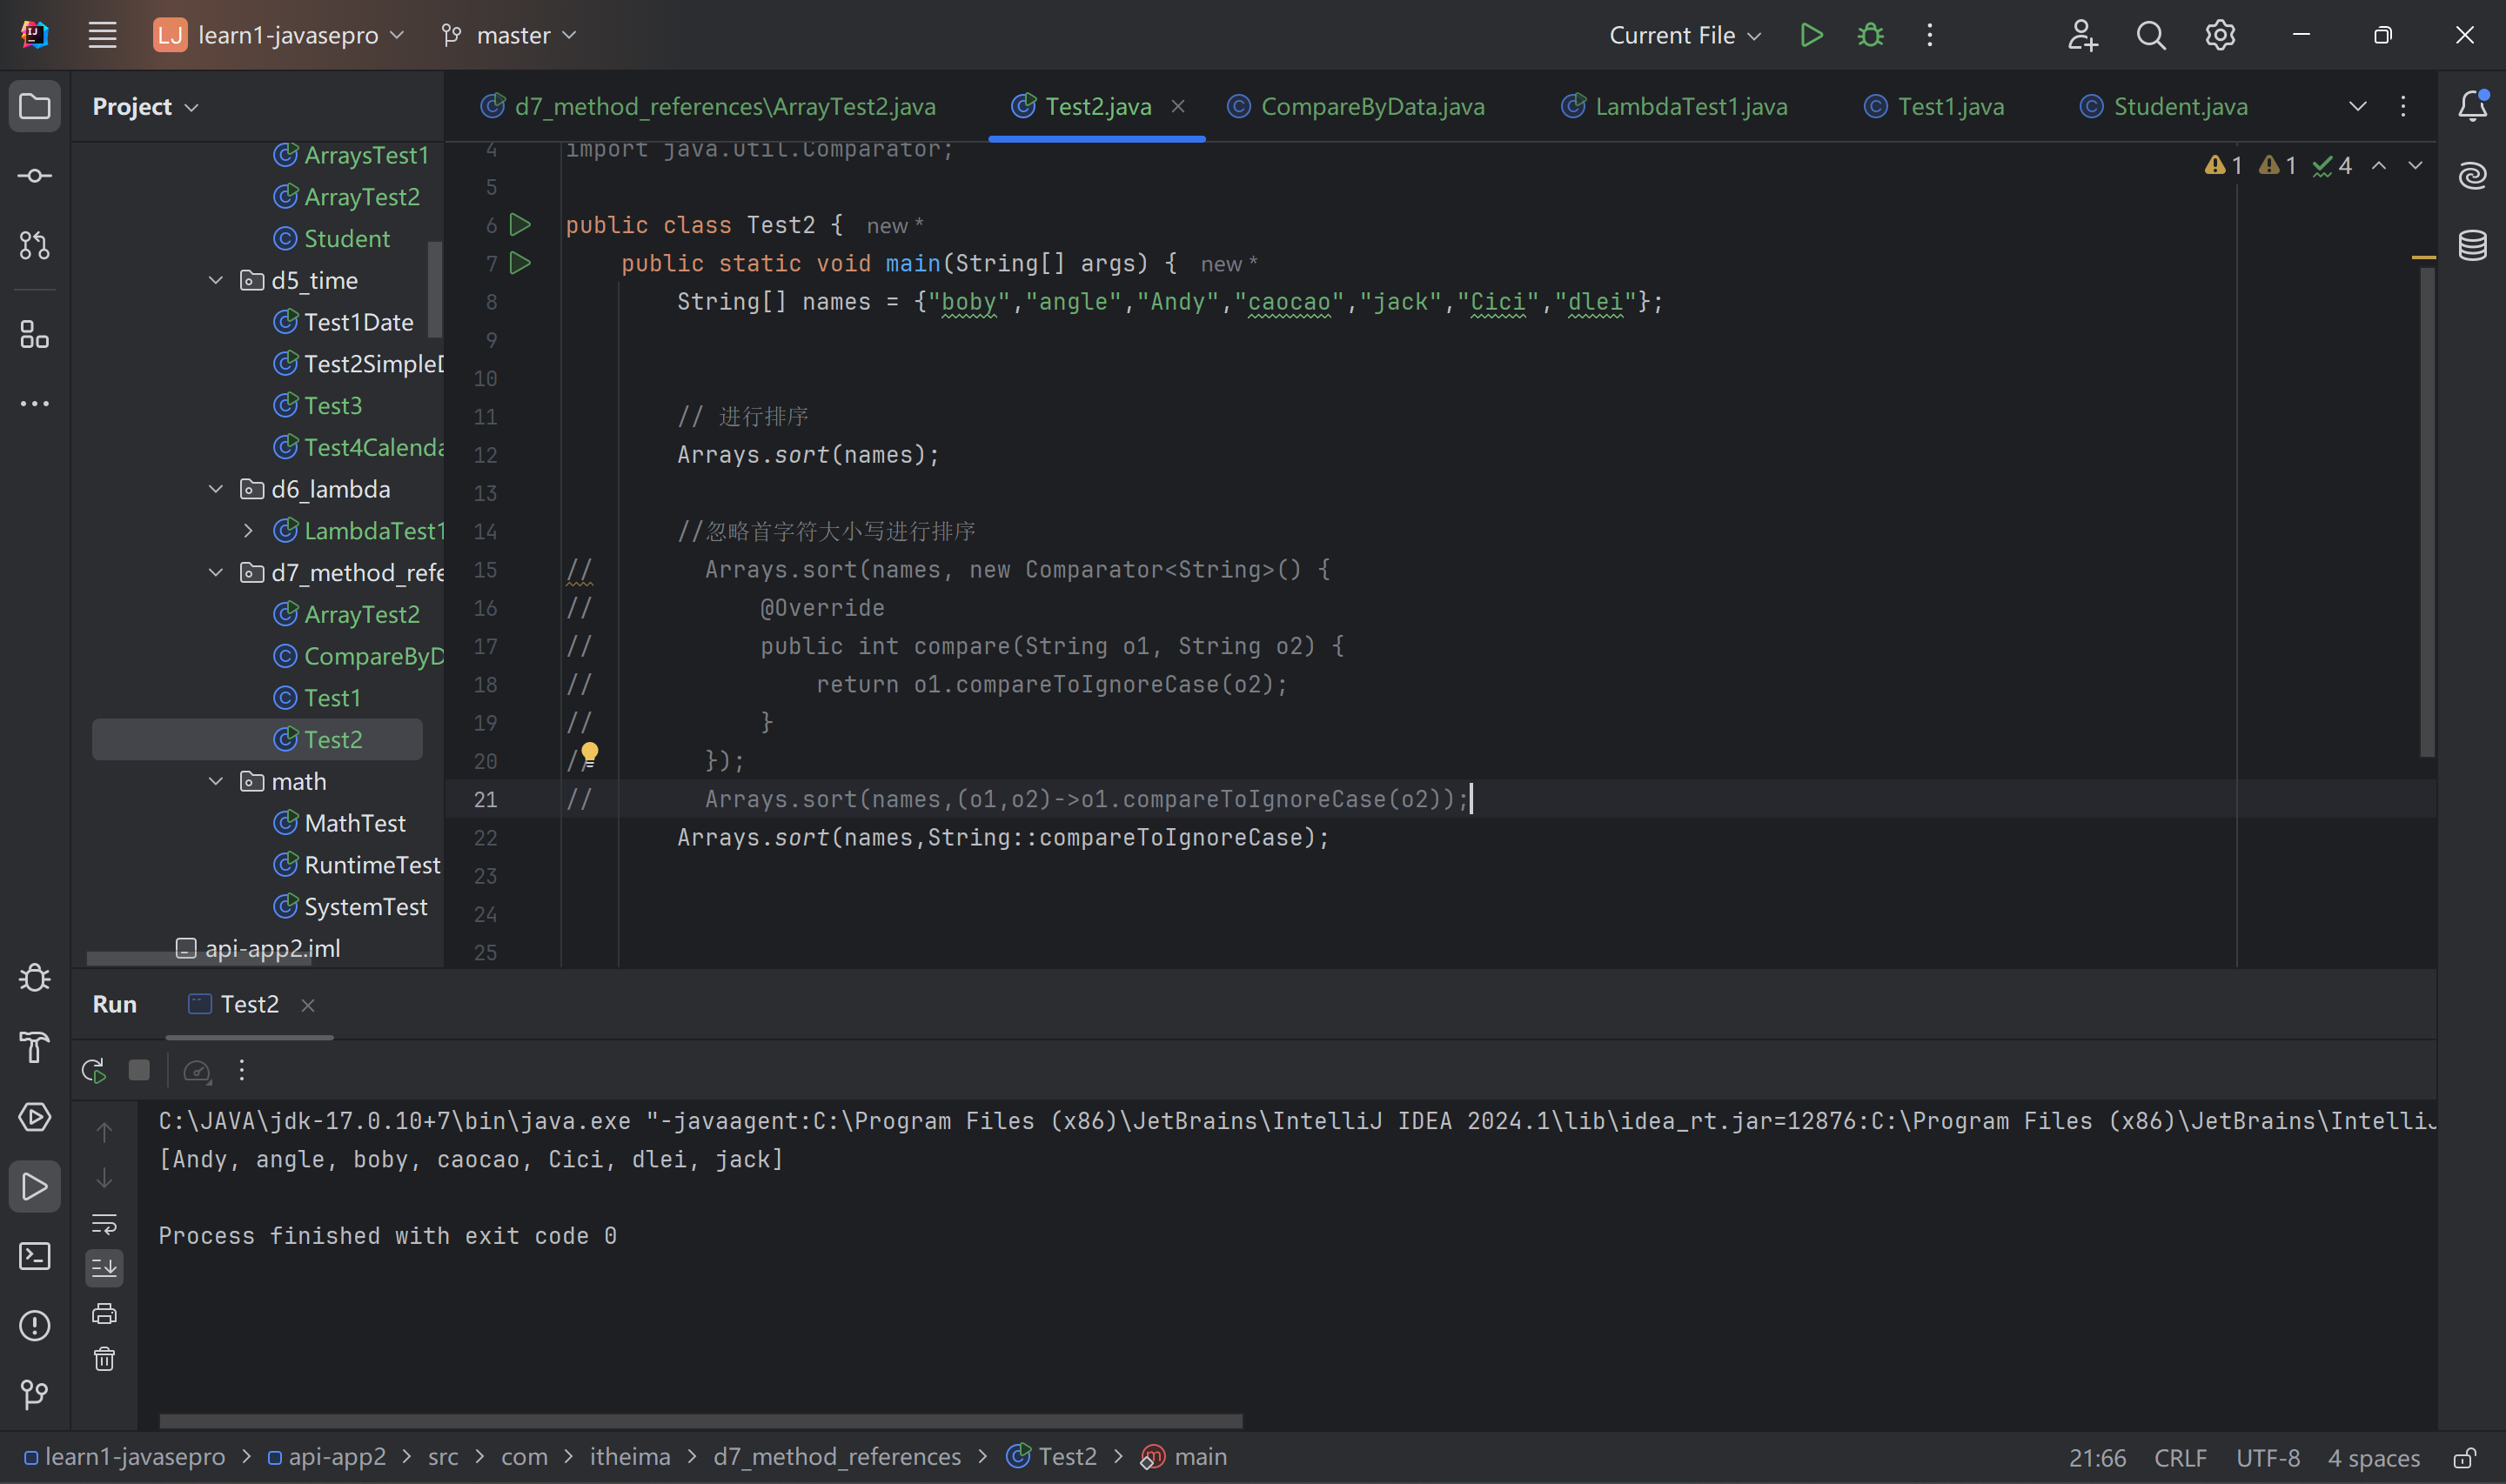 LJ learn1-javasepro master Current File
Project
d7_method_references\ArrayTest2.java Test2.java CompareByData.java LambdaTest1.java Test1.java Student.java
ArraysTest1
ArrayTest2
Student
d5_time
Test1Date
Test2SimpleD
Test3
Test4Calenda
d6_lambda
LambdaTest1
d7_method_refe
ArrayTest2
CompareByD
Test1
Test2
math
MathTest
RuntimeTest
SystemTest
api-app2.iml
1 1 4
4 import java.util.Comparator;
5
6 public class Test2 { new *
7 public static void main(String[] args) { new *
8 String[] names = {"boby","angle","Andy","caocao","jack","Cici","dlei"};
9
10
11 // 进行排序
12 Arrays.sort(names);
13
14 //忽略首字符大小写进行排序
15 // Arrays.sort(names, new Comparator<String>() {
16 // @Override
17 // public int compare(String o1, String o2) {
18 // return o1.compareToIgnoreCase(o2);
19 // }
20 // });
21 // Arrays.sort(names,(o1,o2)->o1.compareToIgnoreCase(o2));
22 Arrays.sort(names,String::compareToIgnoreCase);
23
24
25
Run Test2
C:\JAVA\jdk-17.0.10+7\bin\java.exe "-javaagent:C:\Program Files (x86)\JetBrains\IntelliJ IDEA 2024.1\lib\idea_rt.jar=12876:C:\Program Files (x86)\JetBrains\IntelliJ
[Andy, angle, boby, caocao, Cici, dlei, jack]
Process finished with exit code 0
learn1-javasepro > api-app2 > src > com > itheima > d7_method_references > Test2 > main 21:66 CRLF UTF-8 4 spaces